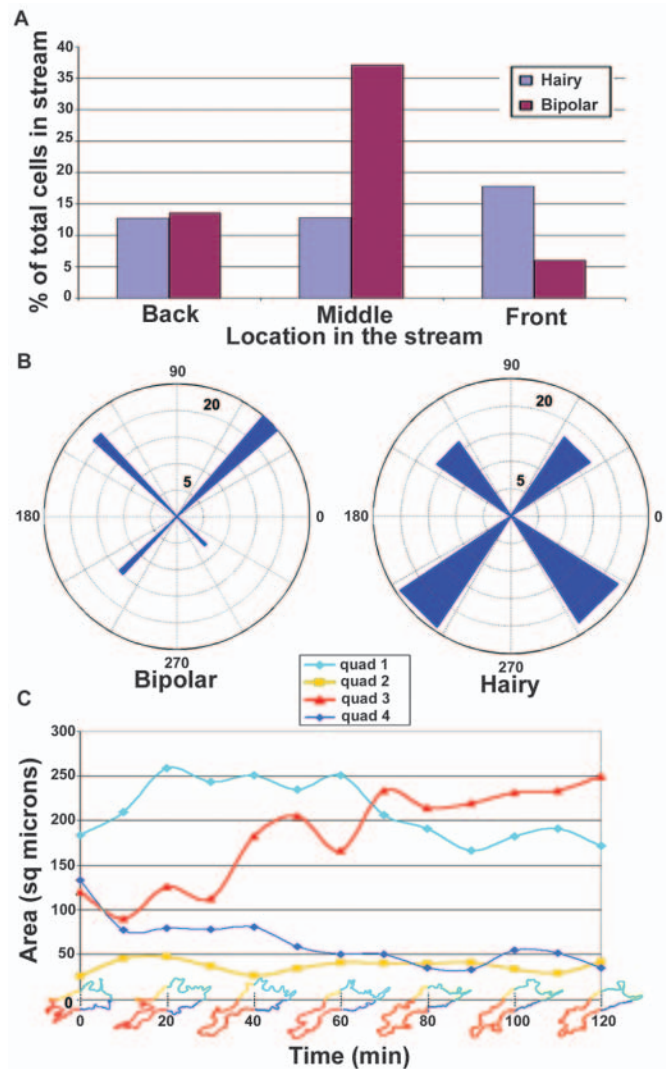 A
% of total cells in stream
40
35
30
25
20
15
10
5
0
Hairy
Bipolar
Back Middle Front
Location in the stream
B
90
20
5
180 0
270
Bipolar
90
20
5
180 0
270
Hairy
quad 1
quad 2
quad 3
quad 4
C
Area (sq microns)
300
250
200
150
100
50
0
0 20 40 60 80 100 120
Time (min)